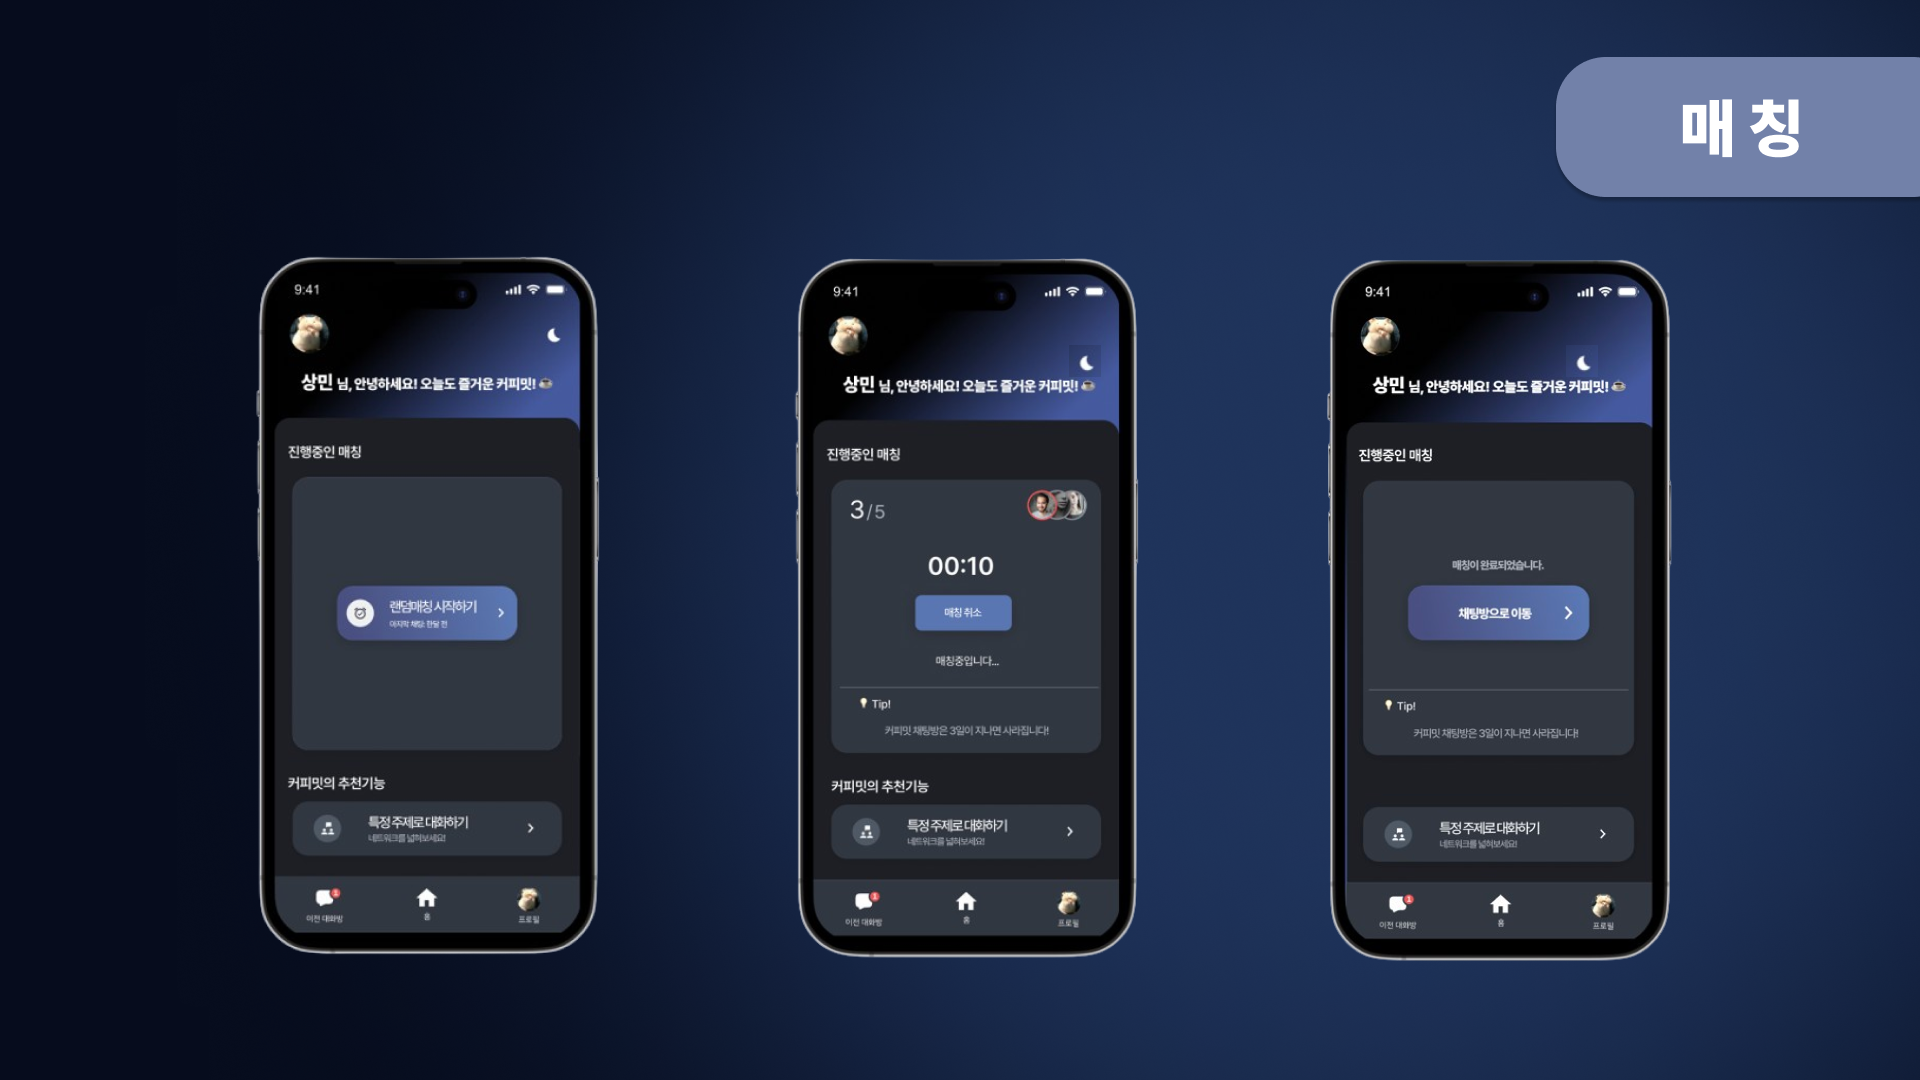 매칭
9:41
상민 님, 안녕하세요! 오늘도 즐거운 커피밋! ☕
진행중인 매칭
랜덤매칭 시작하기
마지막 채팅: 한달 전
커피밋의 추천기능
특정 주제로 대화하기
네트워크를 넓혀보세요!
1
이전 대화방
홈
프로필
9:41
상민 님, 안녕하세요! 오늘도 즐거운 커피밋! ☕
진행중인 매칭
3/5
00:10
매칭 취소
매칭중입니다...
💡 Tip!
커피밋 채팅방은 3일이 지나면 사라집니다!
커피밋의 추천기능
특정 주제로 대화하기
네트워크를 넓혀보세요!
1
이전 대화방
홈
프로필
9:41
상민 님, 안녕하세요! 오늘도 즐거운 커피밋! ☕
진행중인 매칭
매칭이 완료되었습니다.
채팅방으로 이동
💡 Tip!
커피밋 채팅방은 3일이 지나면 사라집니다!
특정 주제로 대화하기
네트워크를 넓혀보세요!
1
이전 대화방
홈
프로필